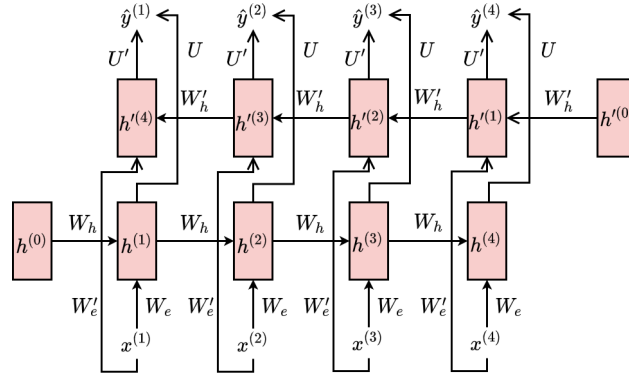 ŷ⁽¹⁾ ŷ⁽²⁾ ŷ⁽³⁾ ŷ⁽⁴⁾
U′ U U′ U U′ U U′ U
h′⁽⁴⁾ W′ₕ h′⁽³⁾ W′ₕ h′⁽²⁾ W′ₕ h′⁽¹⁾ W′ₕ h′⁽⁰
h⁽⁰⁾ Wₕ h⁽¹⁾ Wₕ h⁽²⁾ Wₕ h⁽³⁾ Wₕ h⁽⁴⁾
W′ₑ Wₑ W′ₑ Wₑ W′ₑ Wₑ W′ₑ Wₑ
x⁽¹⁾ x⁽²⁾ x⁽³⁾ x⁽⁴⁾